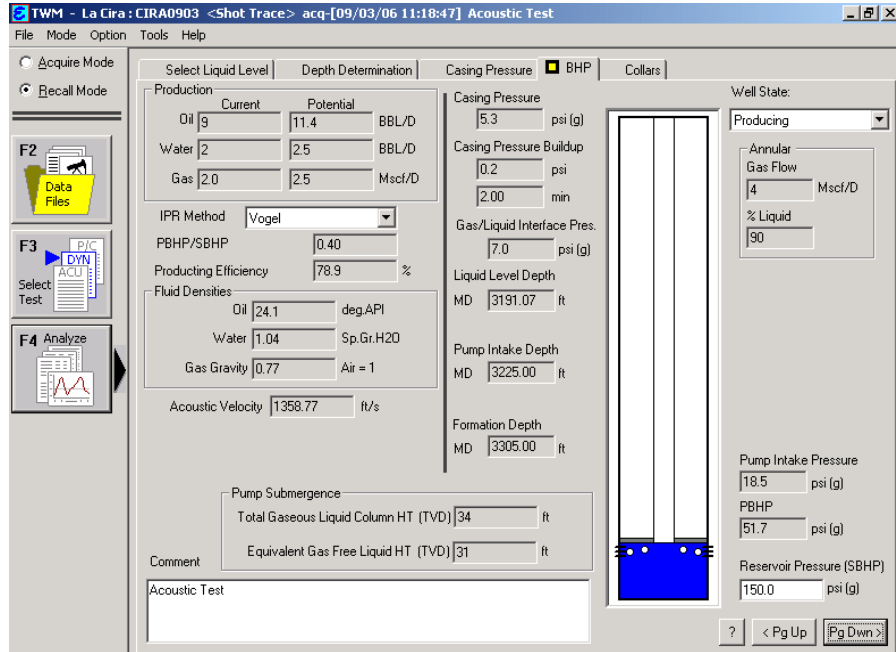 TWM - La Cira : CIRA0903 <Shot Trace> acq-[09/03/06 11:18:47] Acoustic Test
File Mode Option Tools Help
Acquire Mode
Recall Mode
F2
Data
Files
F3
P/C
DYN
ACU
Select
Test
F4 Analyze
Select Liquid Level
Depth Determination
Casing Pressure
BHP
Collars
Production
Current Potential
Oil 9 11.4 BBL/D
Water 2 2.5 BBL/D
Gas 2.0 2.5 Mscf/D
IPR Method Vogel
PBHP/SBHP 0.40
Producting Efficiency 78.9 %
Fluid Densities
Oil 24.1 deg.API
Water 1.04 Sp.Gr.H2O
Gas Gravity 0.77 Air = 1
Acoustic Velocity 1358.77 ft/s
Pump Submergence
Total Gaseous Liquid Column HT (TVD) 34 ft
Equivalent Gas Free Liquid HT (TVD) 31 ft
Comment
Acoustic Test
Casing Pressure
5.3 psi (g)
Casing Pressure Buildup
0.2 psi
2.00 min
Gas/Liquid Interface Pres.
7.0 psi (g)
Liquid Level Depth
MD 3191.07 ft
Pump Intake Depth
MD 3225.00 ft
Formation Depth
MD 3305.00 ft
Well State:
Producing
Annular
Gas Flow
4 Mscf/D
% Liquid
90
Pump Intake Pressure
18.5 psi (g)
PBHP
51.7 psi (g)
Reservoir Pressure (SBHP)
150.0 psi (g)
? < Pg Up Pg Dwn >